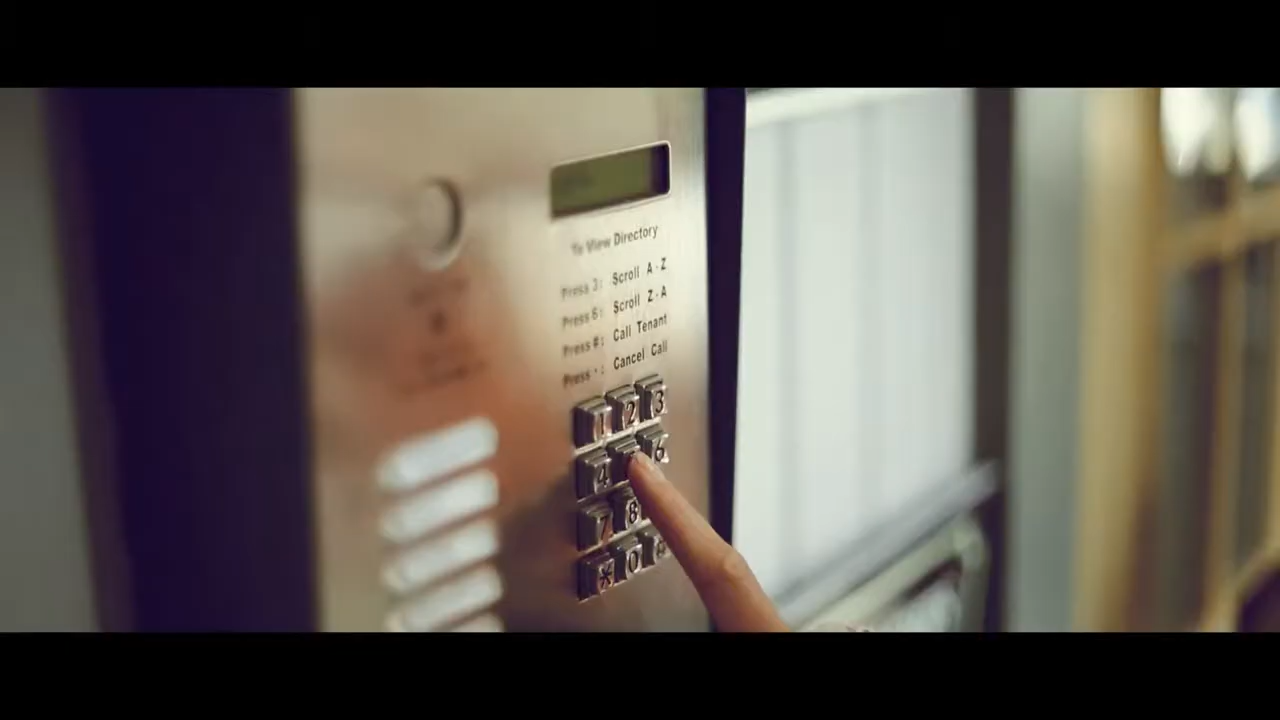 To View Directory
Press 3: Scroll A - Z
Press 6: Scroll Z - A
Press #: Call Tenant
Press *: Cancel Call
1 2 3
4 6
7 8
* 0 #